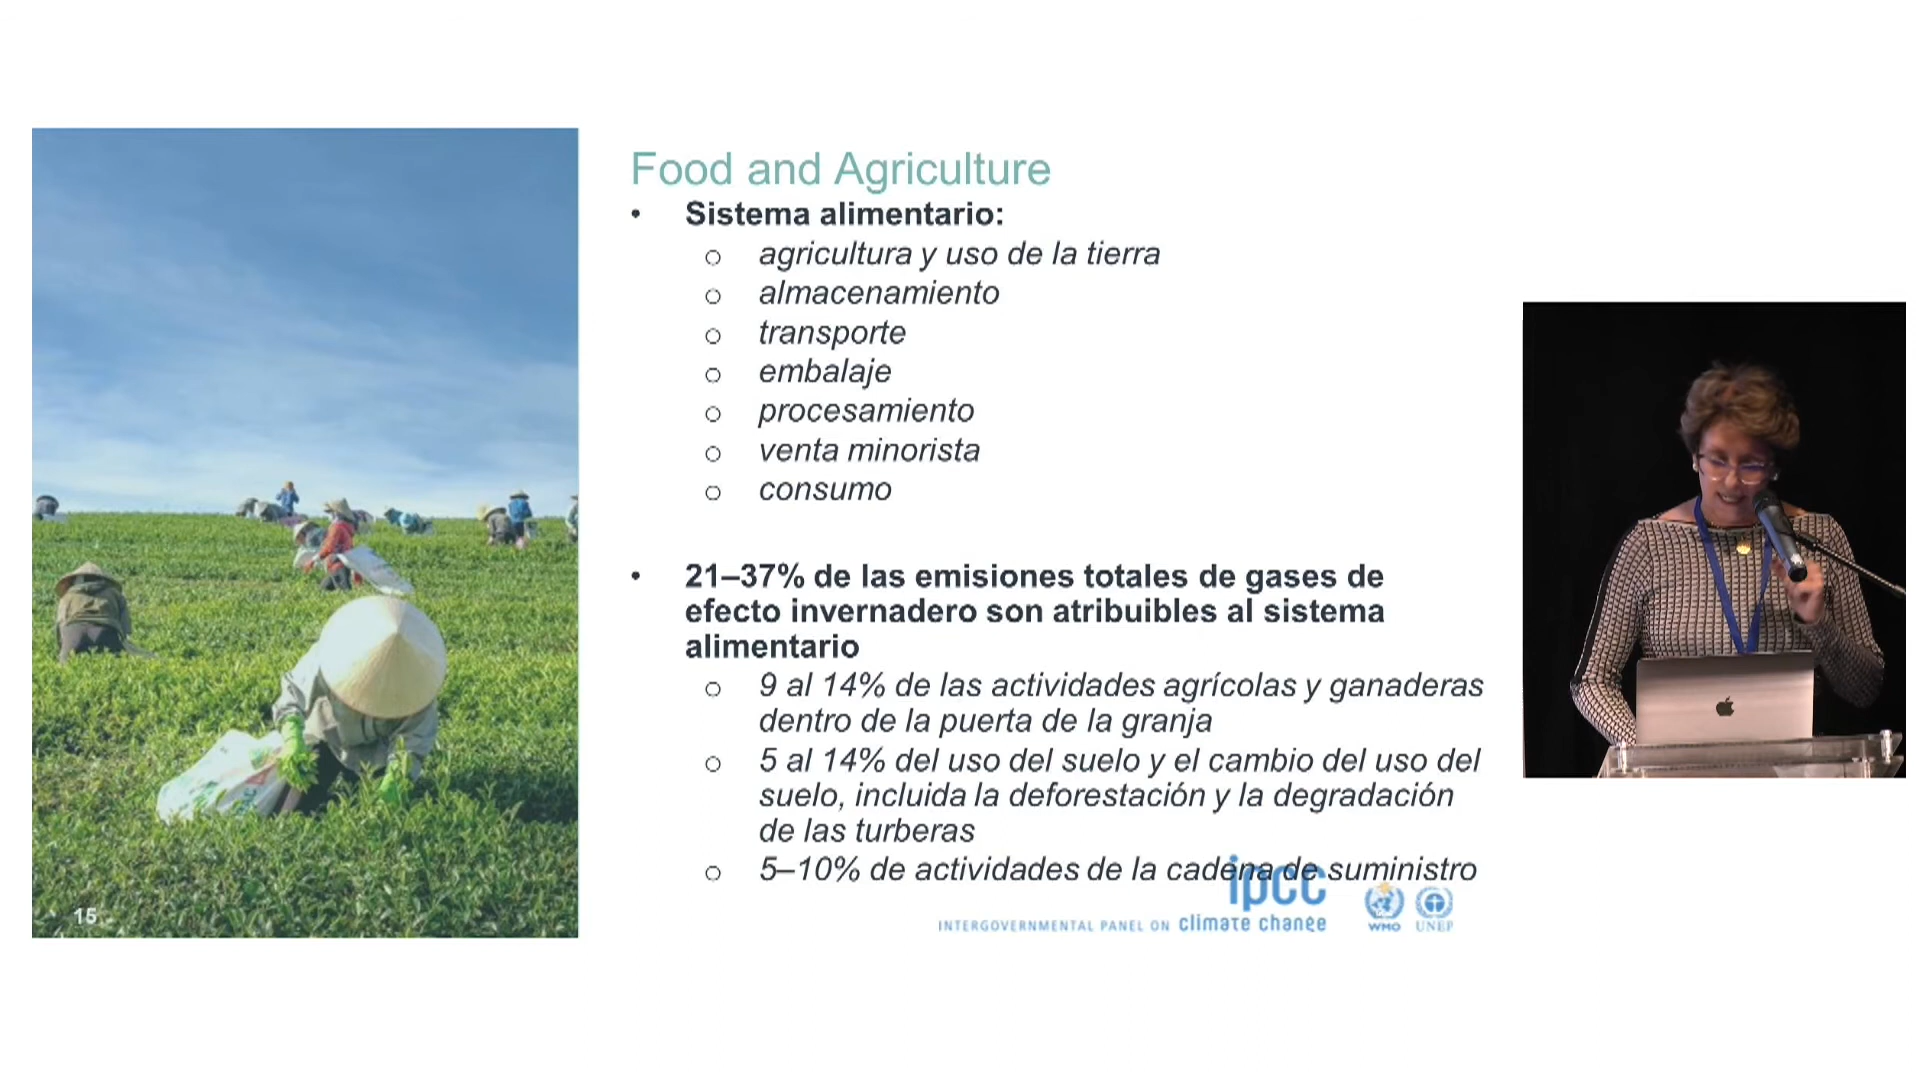 Food and Agriculture
• Sistema alimentario:
○ agricultura y uso de la tierra
○ almacenamiento
○ transporte
○ embalaje
○ procesamiento
○ venta minorista
○ consumo
• 21–37% de las emisiones totales de gases de
efecto invernadero son atribuibles al sistema
alimentario
○ 9 al 14% de las actividades agrícolas y ganaderas
dentro de la puerta de la granja
○ 5 al 14% del uso del suelo y el cambio del uso del
suelo, incluida la deforestación y la degradación
de las turberas
○ 5–10% de actividades de la cadena de suministro
ipcc
INTERGOVERNMENTAL PANEL ON climate change
WMO UNEP
15